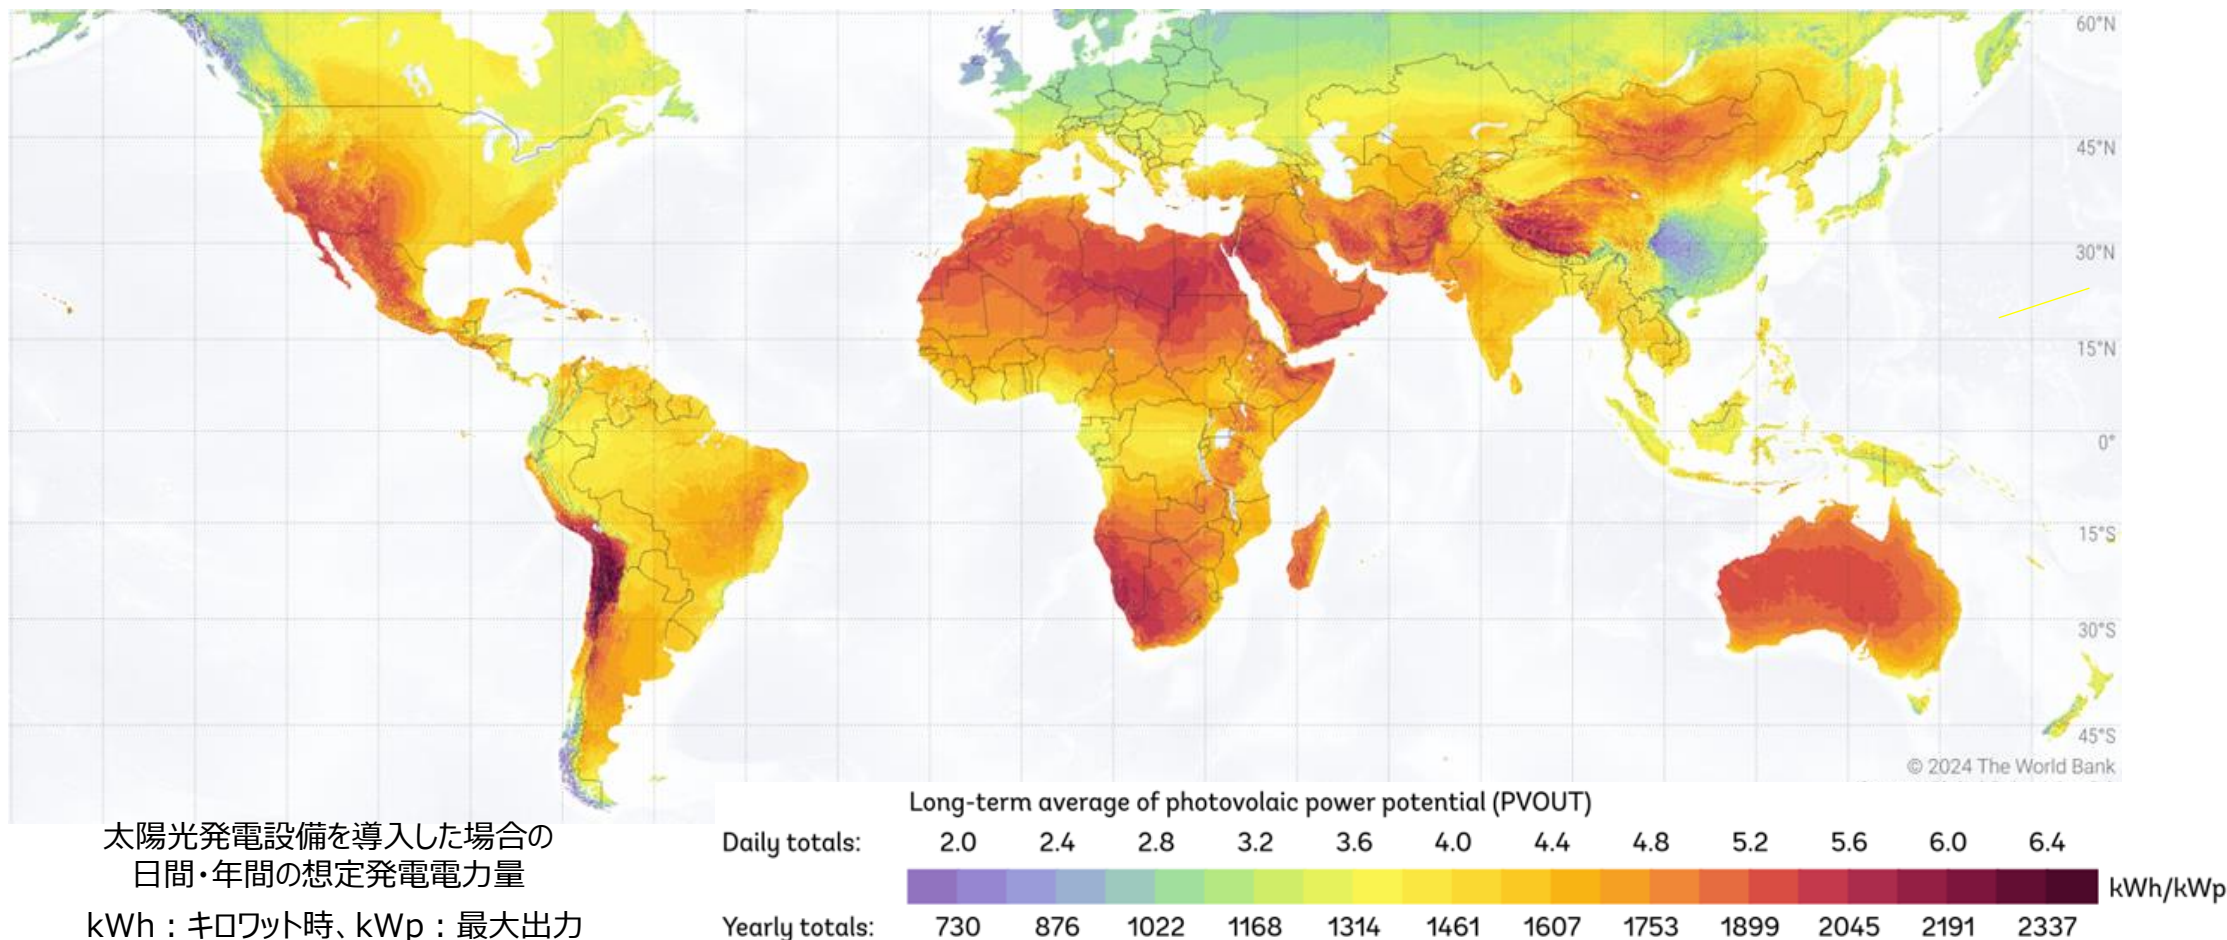 60°N
45°N
30°N
15°N
0°
15°S
30°S
45°S
© 2024 The World Bank
Long-term average of photovolaic power potential (PVOUT)
Daily totals: 2.0 2.4 2.8 3.2 3.6 4.0 4.4 4.8 5.2 5.6 6.0 6.4
kWh/kWp
Yearly totals: 730 876 1022 1168 1314 1461 1607 1753 1899 2045 2191 2337
太陽光発電設備を導入した場合の
日間・年間の想定発電電力量
kWh：キロワット時、kWp：最大出力